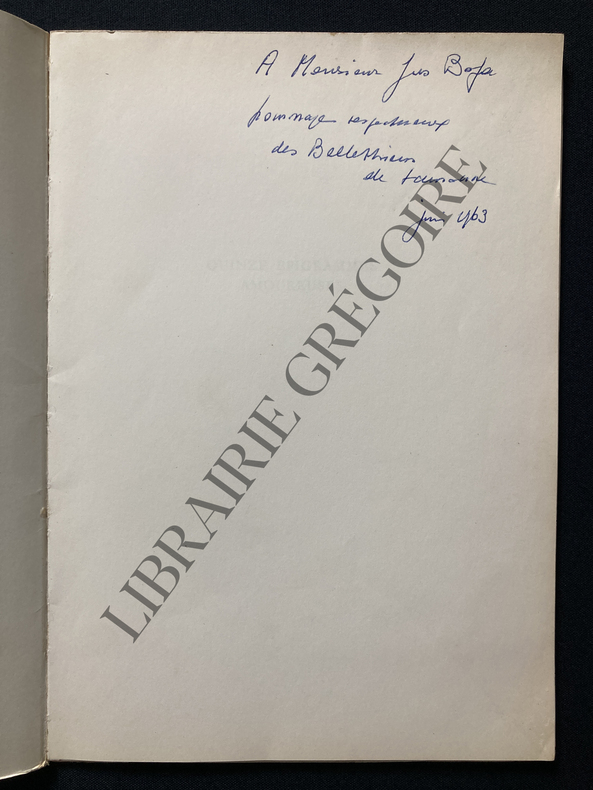 A Monsieur Gus Bofa
hommage respectueux
des Bellettriens
de Lausanne
juin 1963
LIBRAIRIE GRÉGOIRE